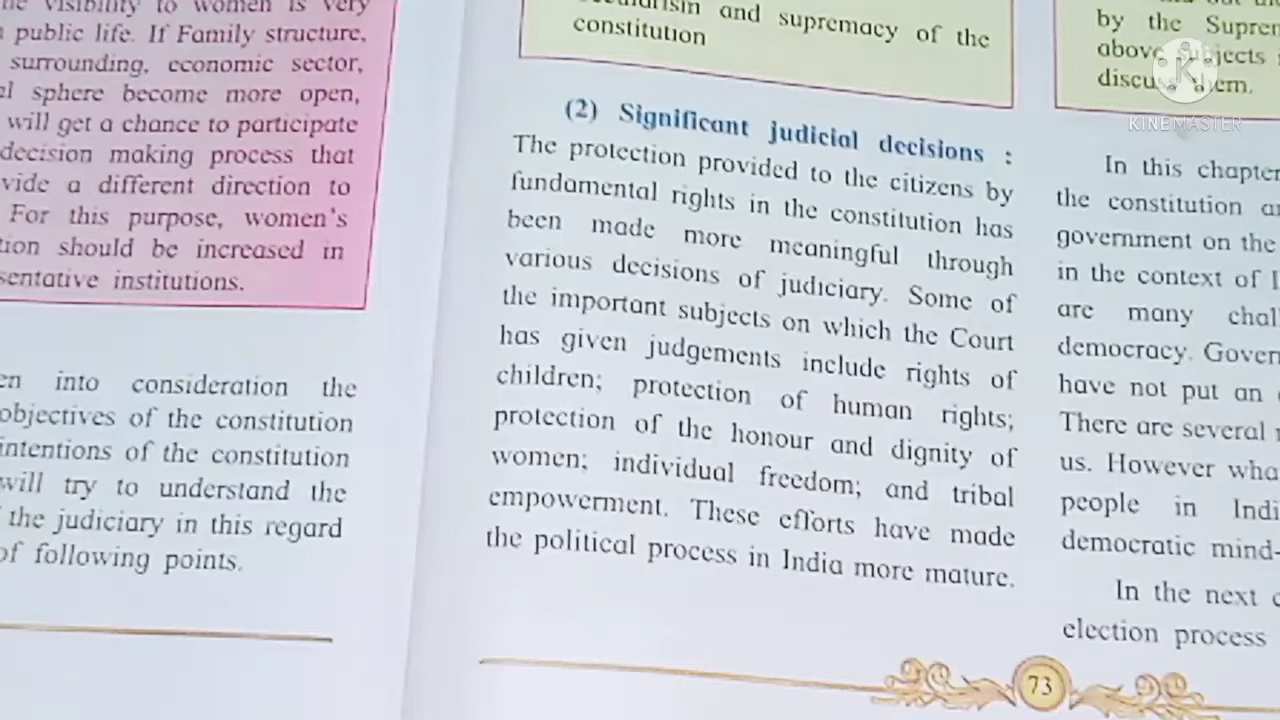 visibility to women is very
public life. If Family structure,
surrounding, economic sector,
sphere become more open,
will get a chance to participate
decision making process that
a different direction to
For this purpose, women's
should be increased in
institutions.
into consideration the
objectives of the constitution
intentions of the constitution
will try to understand the
the judiciary in this regard
of following points.
and supremacy of the
constitution
(2) Significant judicial decisions :
The protection provided to the citizens by
fundamental rights in the constitution has
been made more meaningful through
various decisions of judiciary. Some of
the important subjects on which the Court
has given judgements include rights of
children; protection of human rights;
protection of the honour and dignity of
women; individual freedom; and tribal
empowerment. These efforts have made
the political process in India more mature.
73
by the
above subjects
discuss them.
KINEMASTER
In this chapter
the constitution
government on the
in the context of
are many
democracy.
have not put an
There are several
us. However
people in
democratic
In the next
election process